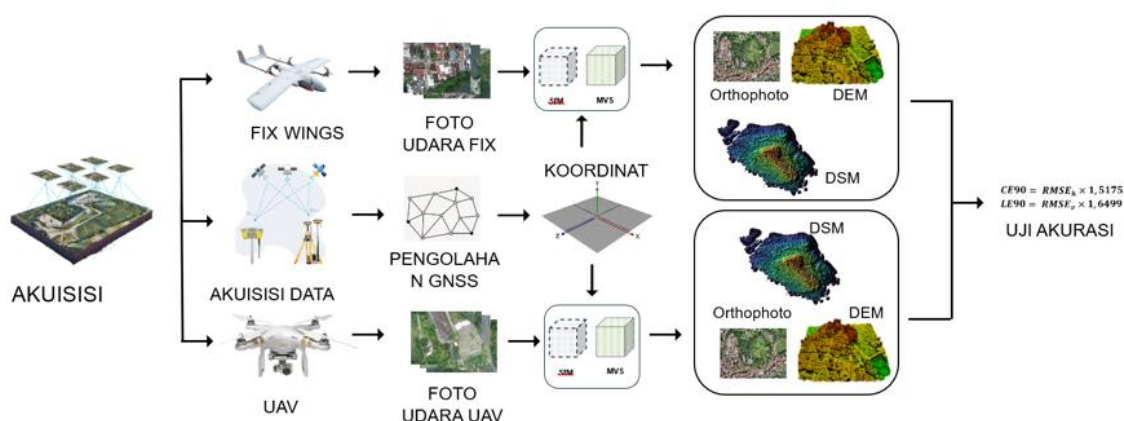 AKUISISI
FIX WINGS
FOTO
UDARA FIX
SfM
MVS
Orthophoto
DEM
DSM
AKUISISI DATA
PENGOLAHA
N GNSS
KOORDINAT
Y
Z
X
UAV
FOTO
UDARA UAV
SfM
MVS
DSM
Orthophoto
DEM
CE90 = RMSE_h × 1,5175
LE90 = RMSE_v × 1,6499
UJI AKURASI